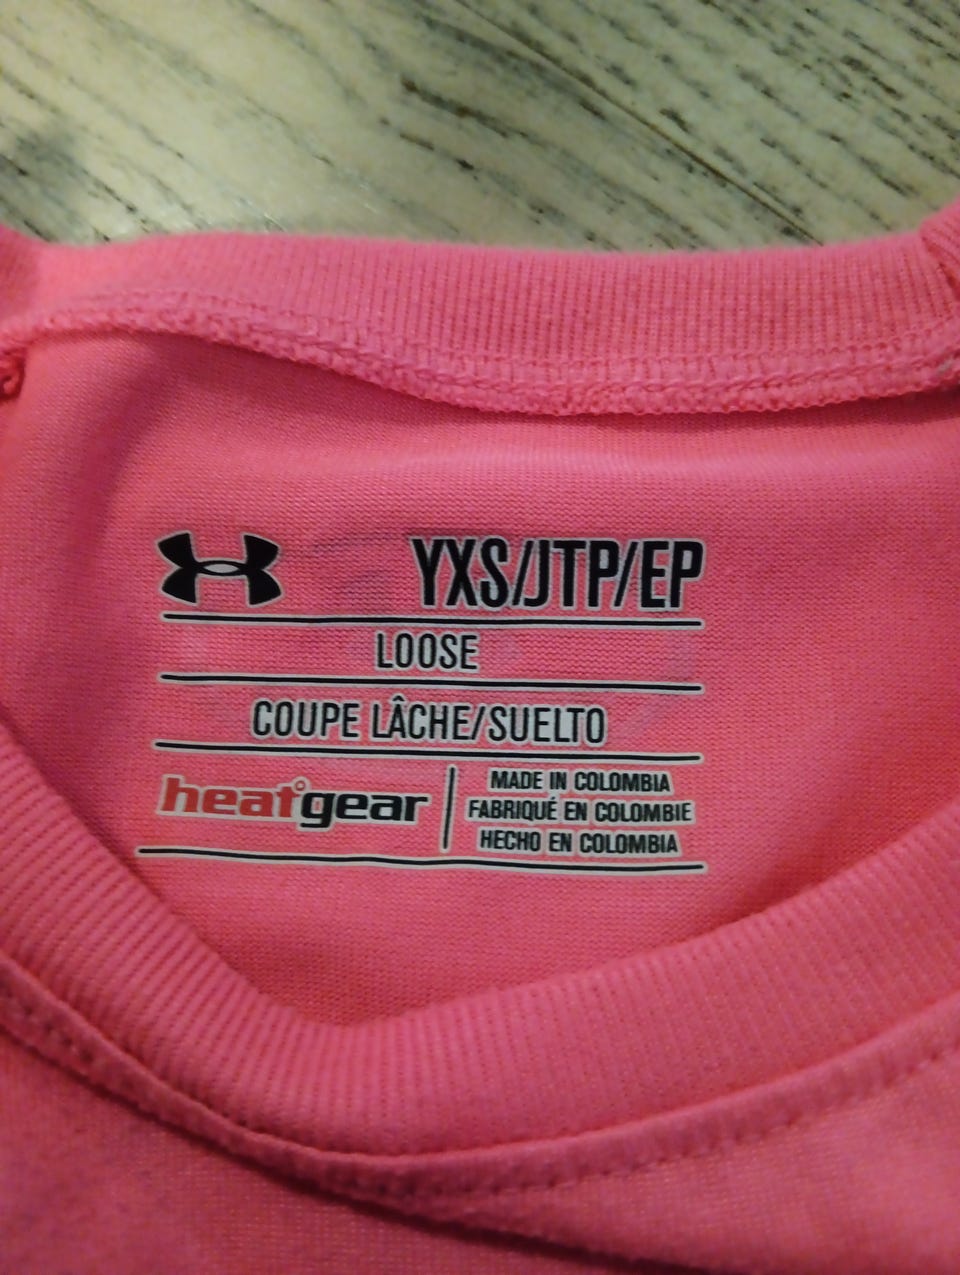 YXS/JTP/EP
LOOSE
COUPE LÂCHE/SUELTO
heatgear
MADE IN COLOMBIA
FABRIQUÉ EN COLOMBIE
HECHO EN COLOMBIA